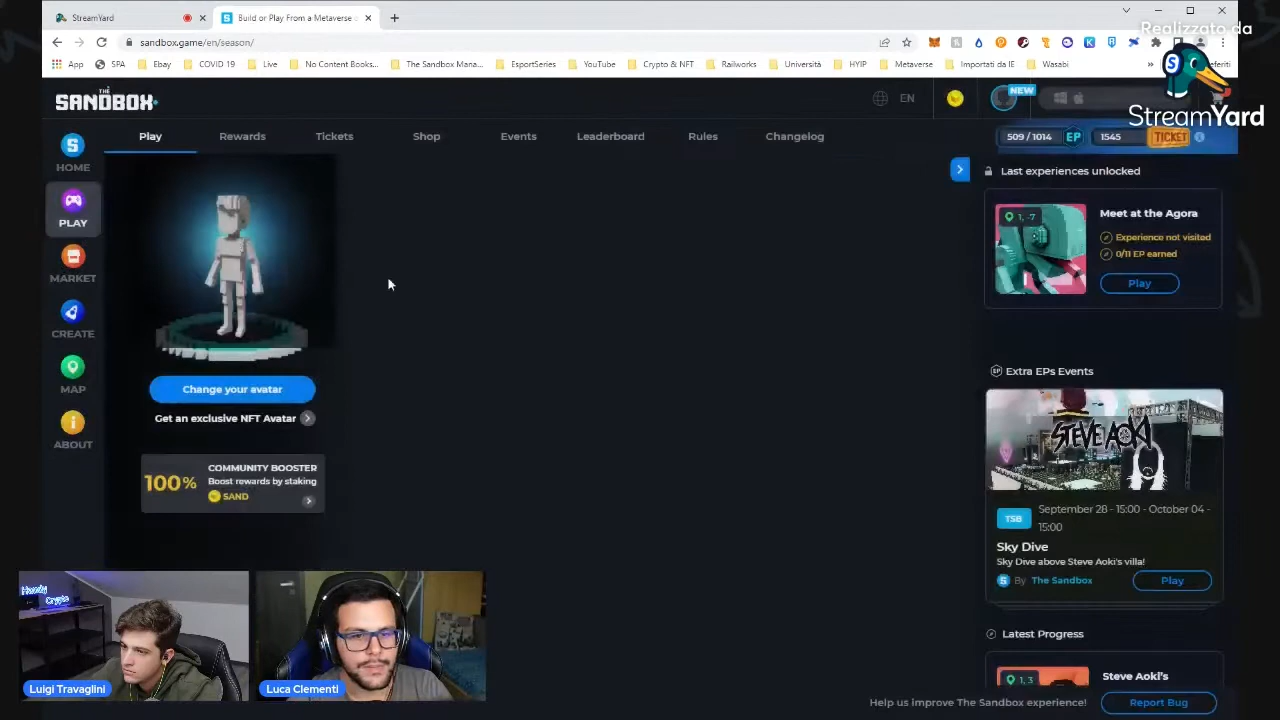 StreamYard
Build or Play From a Metaverse o
sandbox.game/en/season/
Realizzato da
App
SPA
Ebay
COVID 19
Live
No Content Books...
The Sandbox Mana...
EsportSeries
YouTube
Crypto & NFT
Railworks
Università
HYIP
Metaverse
Importati da IE
Wasabi
StreamYard
THE
SANDBOX
EN
NEW
HOME
PLAY
MARKET
CREATE
MAP
ABOUT
Play
Rewards
Tickets
Shop
Events
Leaderboard
Rules
Changelog
509 / 1014 EP
1545 TICKET
Last experiences unlocked
1, -7
Meet at the Agora
Experience not visited
0/11 EP earned
Play
Change your avatar
Get an exclusive NFT Avatar
100%
COMMUNITY BOOSTER
Boost rewards by staking
SAND
EP Extra EPs Events
STEVE AOKI
TSB
September 28 - 15:00 - October 04 -
15:00
Sky Dive
Sky Dive above Steve Aoki's villa!
By The Sandbox
Play
Latest Progress
1, 3
Steve Aoki's
Help us improve The Sandbox experience!
Report Bug
Crypto
Luigi Travaglini
Luca Clementi